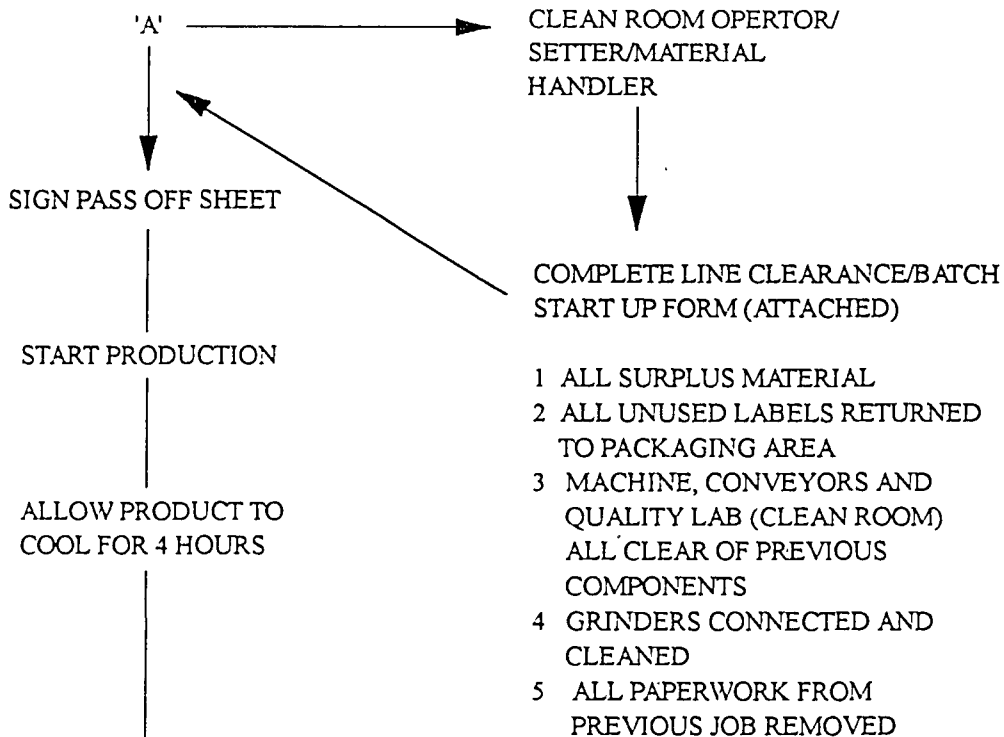 'A'
CLEAN ROOM OPERTOR/
SETTER/MATERIAL
HANDLER
SIGN PASS OFF SHEET
START PRODUCTION
ALLOW PRODUCT TO
COOL FOR 4 HOURS
COMPLETE LINE CLEARANCE/BATCH
START UP FORM (ATTACHED)
1 ALL SURPLUS MATERIAL
2 ALL UNUSED LABELS RETURNED
TO PACKAGING AREA
3 MACHINE, CONVEYORS AND
QUALITY LAB (CLEAN ROOM)
ALL CLEAR OF PREVIOUS
COMPONENTS
4 GRINDERS CONNECTED AND
CLEANED
5 ALL PAPERWORK FROM
PREVIOUS JOB REMOVED